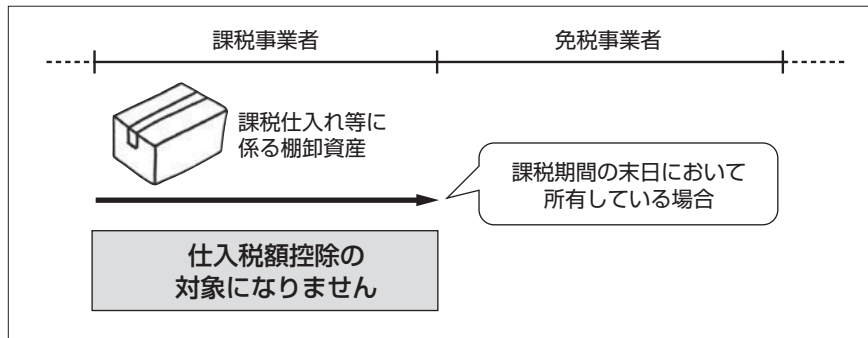 課税事業者
免税事業者
課税仕入れ等に
係る棚卸資産
課税期間の末日において
所有している場合
仕入税額控除の
対象になりません